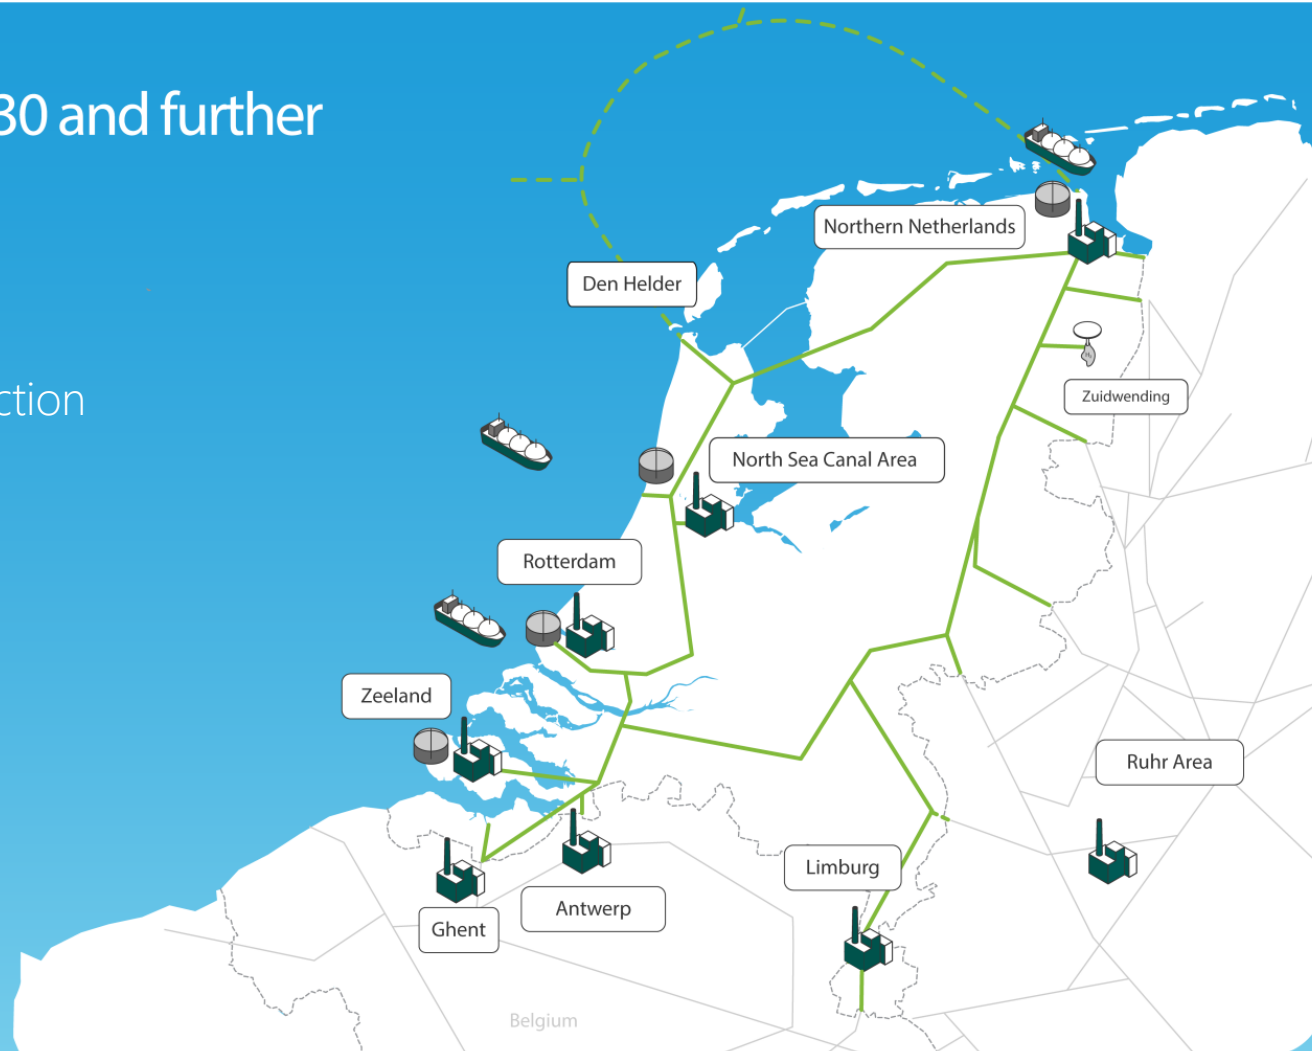 30 and further
Northern Netherlands
Den Helder
ction
Zuidwending
North Sea Canal Area
Rotterdam
Zeeland
Ruhr Area
Limburg
Antwerp
Ghent
Belgium